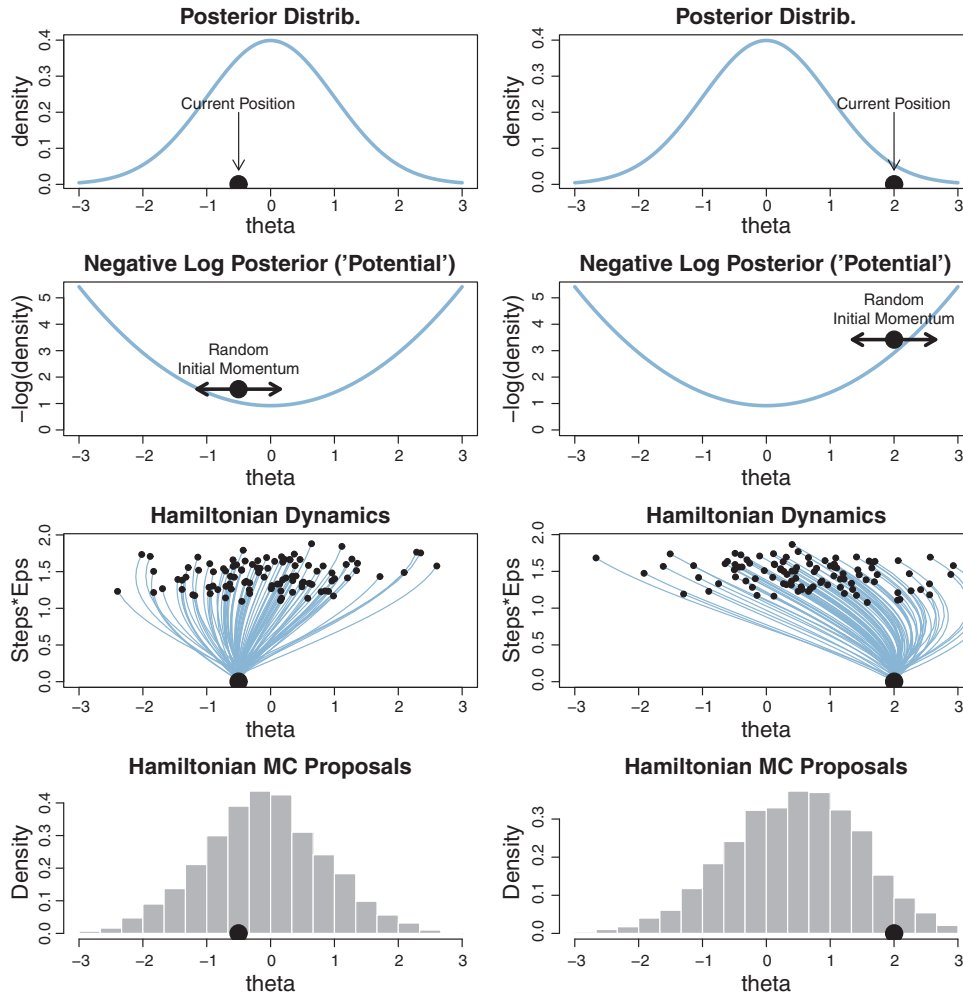 Posterior Distrib.
density
0.0 0.1 0.2 0.3 0.4
Current Position
−3 −2 −1 0 1 2 3
theta
Posterior Distrib.
density
0.0 0.1 0.2 0.3 0.4
Current Position
−3 −2 −1 0 1 2 3
theta
Negative Log Posterior ('Potential')
−log(density)
0 1 2 3 4 5
Random
Initial Momentum
−3 −2 −1 0 1 2 3
theta
Negative Log Posterior ('Potential')
−log(density)
0 1 2 3 4 5
Random
Initial Momentum
−3 −2 −1 0 1 2 3
theta
Hamiltonian Dynamics
Steps*Eps
0.0 0.5 1.0 1.5 2.0
−3 −2 −1 0 1 2 3
theta
Hamiltonian Dynamics
Steps*Eps
0.0 0.5 1.0 1.5 2.0
−3 −2 −1 0 1 2 3
theta
Hamiltonian MC Proposals
Density
0.0 0.1 0.2 0.3 0.4
−3 −2 −1 0 1 2 3
theta
Hamiltonian MC Proposals
Density
0.0 0.1 0.2 0.3
−3 −2 −1 0 1 2 3
theta